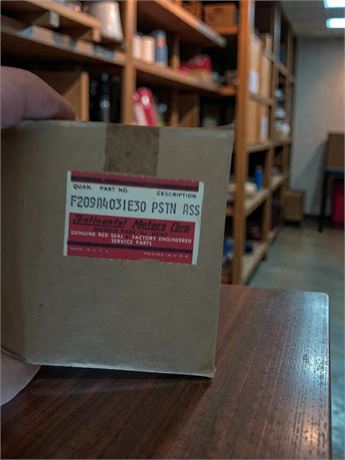 QUAN. PART NO. DESCRIPTION
F209A4031E30 PSTN ASS
Continental Motors Corp.
GENUINE RED SEAL FACTORY ENGINEERED
SERVICE PARTS
MADE IN U.S.A. PRINTED IN U.S.A.